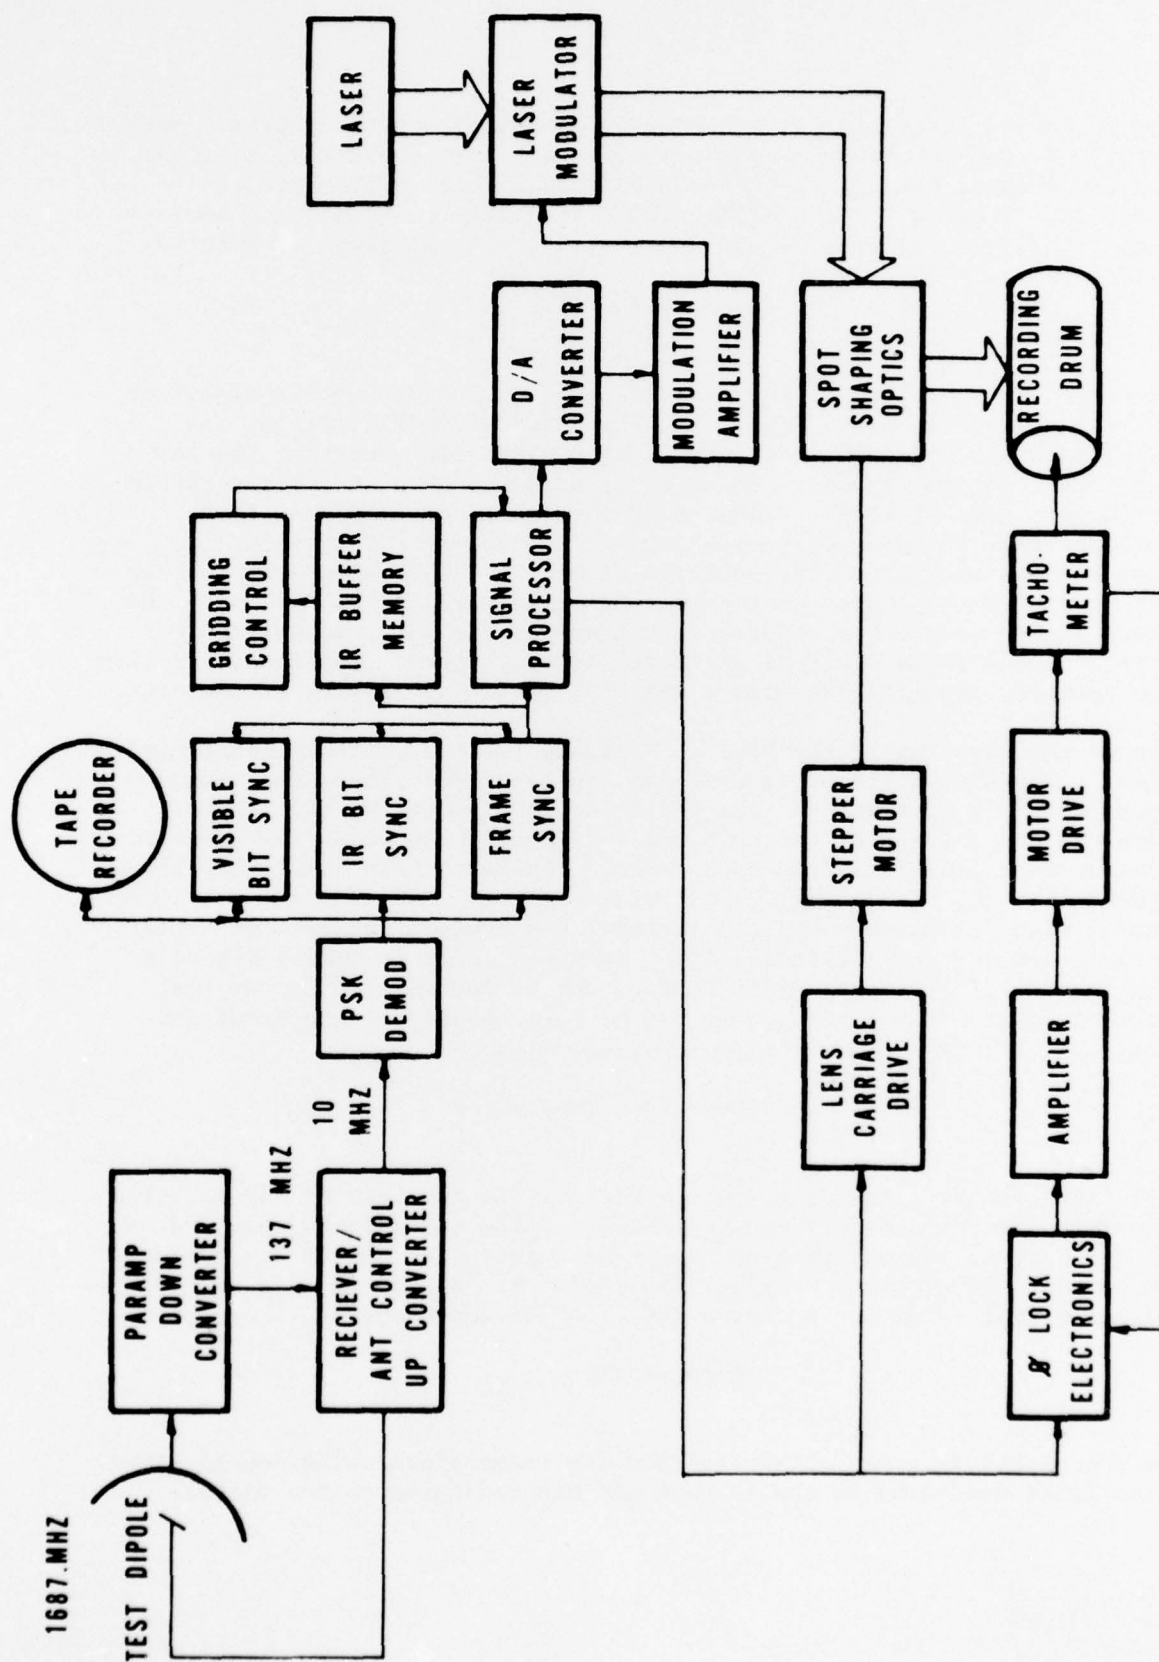 1687.MHZ
TEST DIPOLE
PARAMP
DOWN
CONVERTER
137 MHZ
RECIEVER/
ANT CONTROL
UP CONVERTER
10
MHZ
PSK
DEMOD
TAPE
RECORDER
VISIBLE
BIT SYNC
IR BIT
SYNC
FRAME
SYNC
GRIDDING
CONTROL
IR BUFFER
MEMORY
SIGNAL
PROCESSOR
D/A
CONVERTER
MODULATION
AMPLIFIER
LASER
LASER
MODULATOR
LENS
CARRIAGE
DRIVE
STEPPER
MOTOR
SPOT
SHAPING
OPTICS
Ø LOCK
ELECTRONICS
AMPLIFIER
MOTOR
DRIVE
TACHO-
METER
RECORDING
DRUM